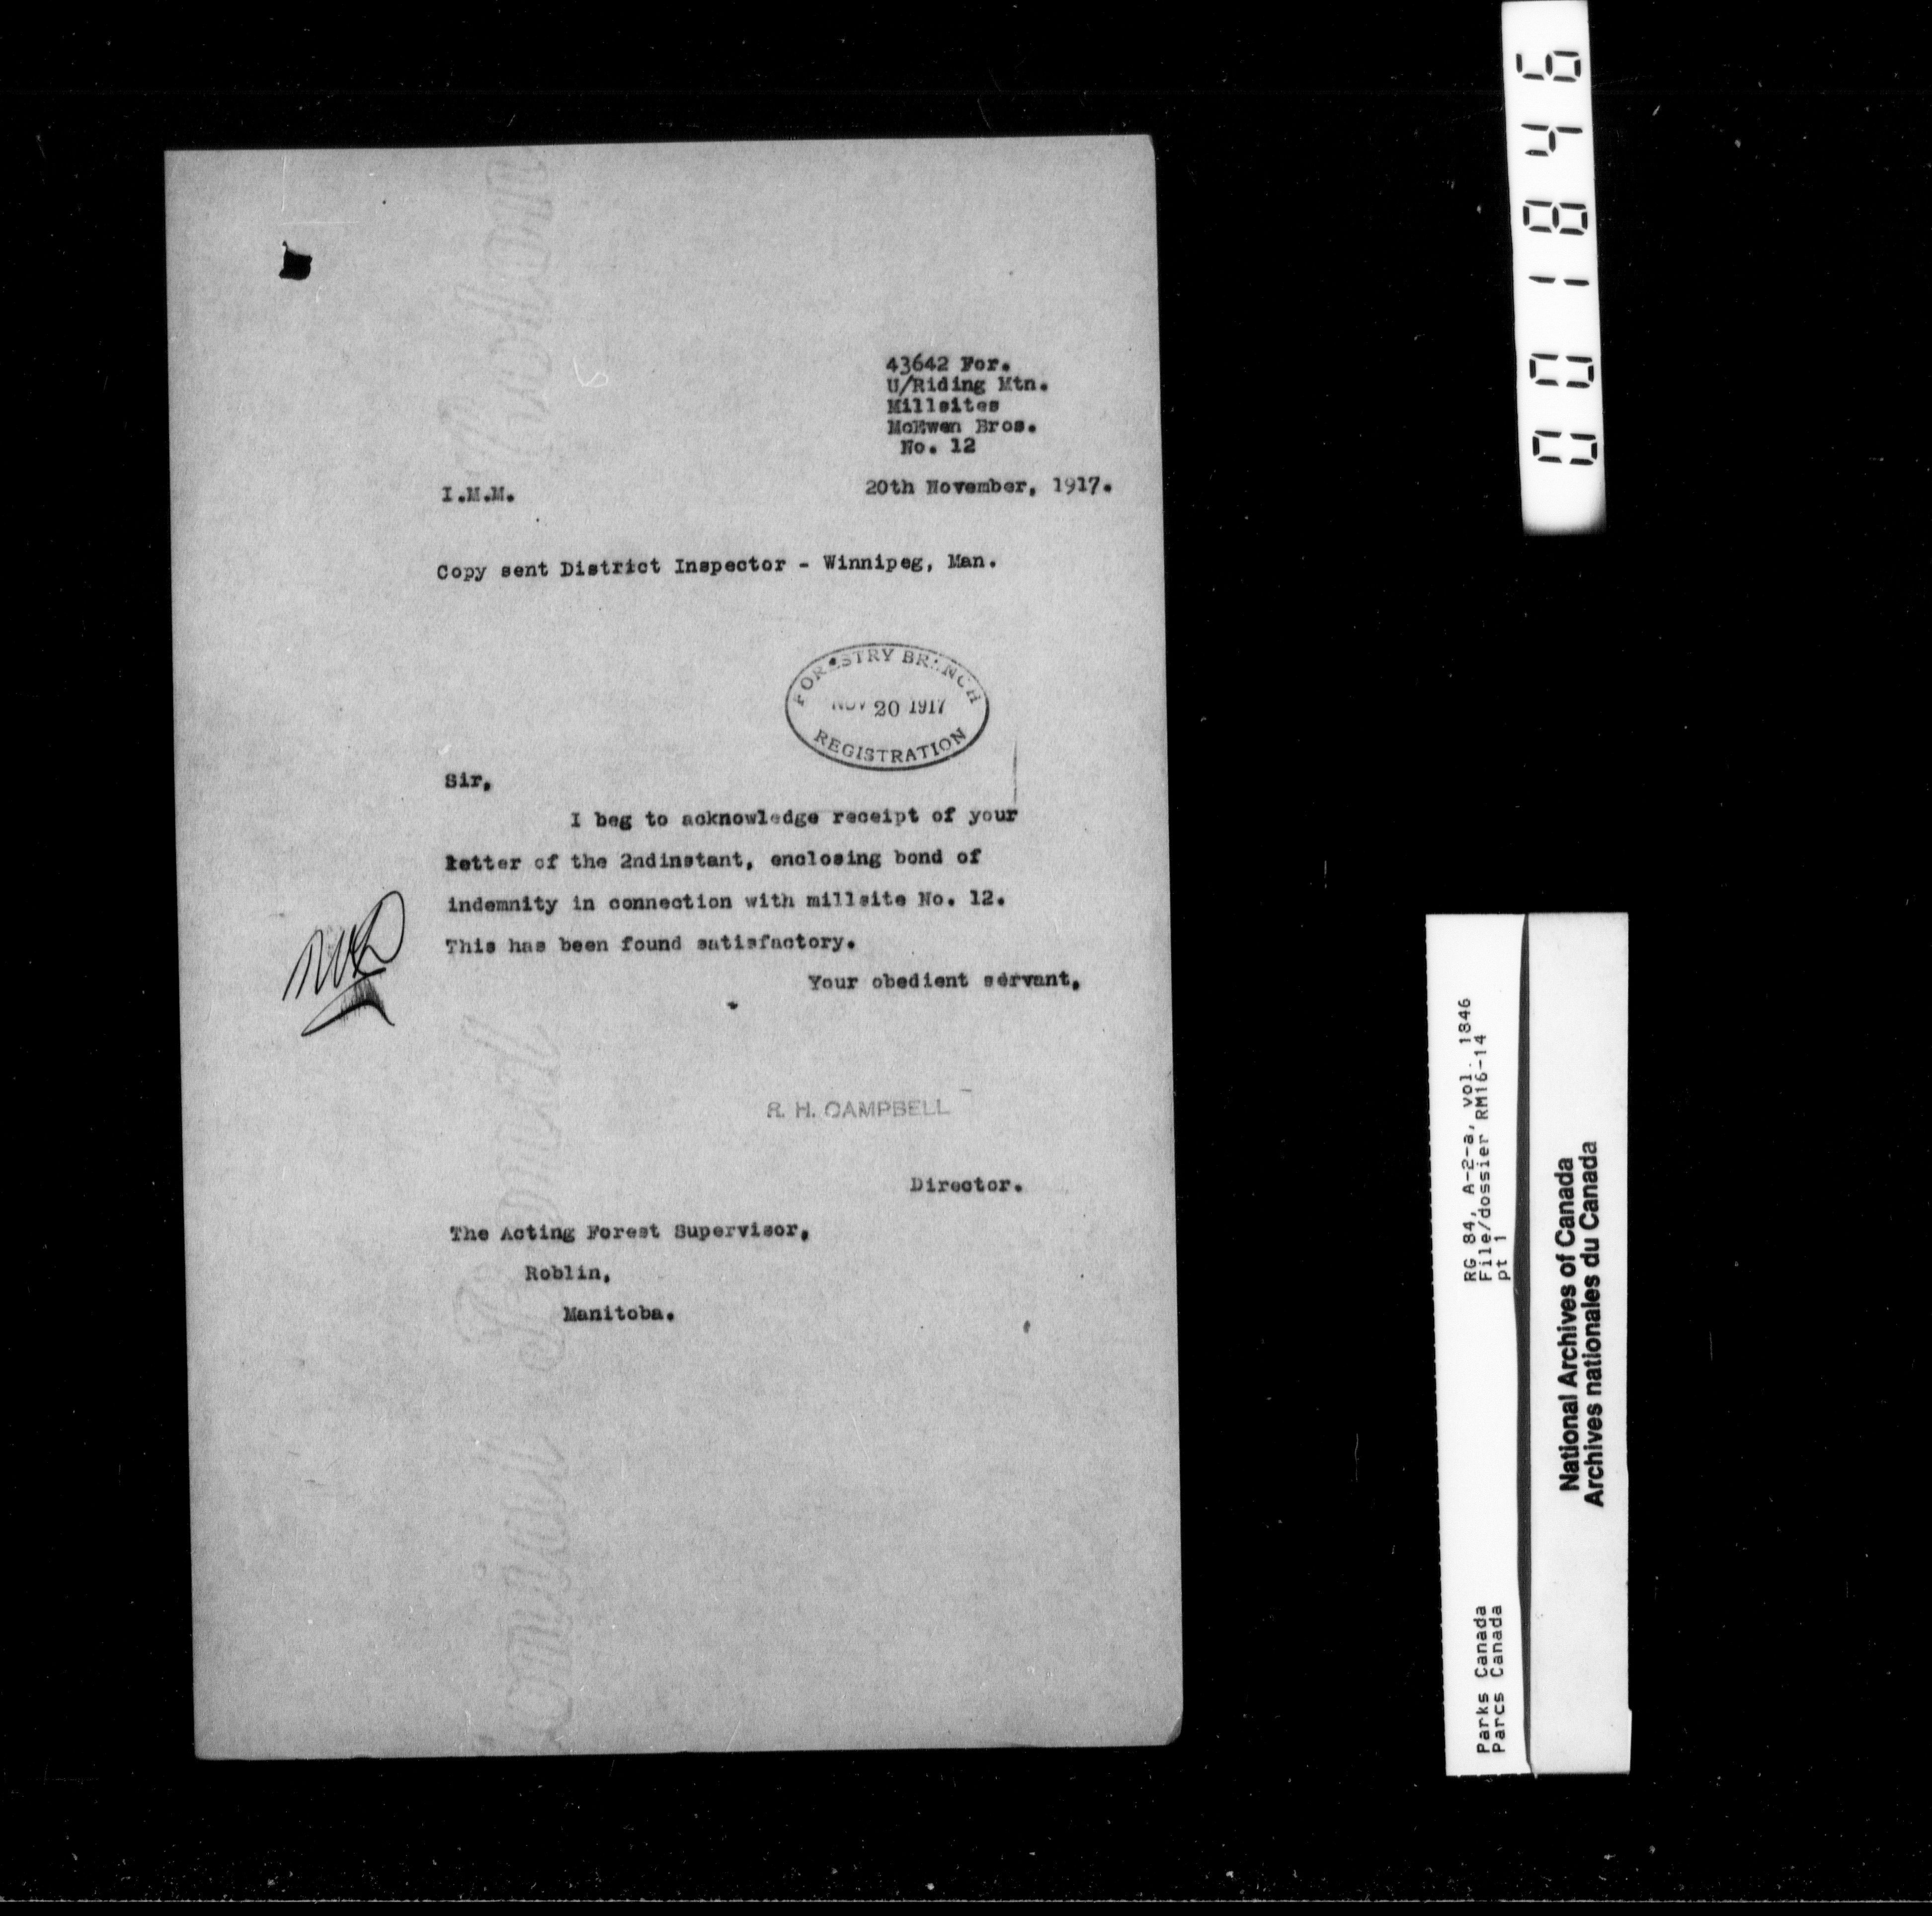 43642 For.
U/Riding Mtn.
Millsites
McEwen Bros.
No. 12
I.M.M.
20th November, 1917.
Copy sent District Inspector - Winnipeg, Man.
FORESTRY BRANCH
NOV 20 1917
REGISTRATION
Sir,
I beg to acknowledge receipt of your
letter of the 2ndinstant, enclosing bond of
indemnity in connection with millsite No. 12.
This has been found satisfactory.
Your obedient servant,
R. H. CAMPBELL
Director.
The Acting Forest Supervisor,
Roblin,
Manitoba.
001846
RG 84, A-2-a, vol. 1846
File/dossier RM16-14
pt 1
Parks Canada
Parcs Canada
National Archives of Canada
Archives nationales du Canada